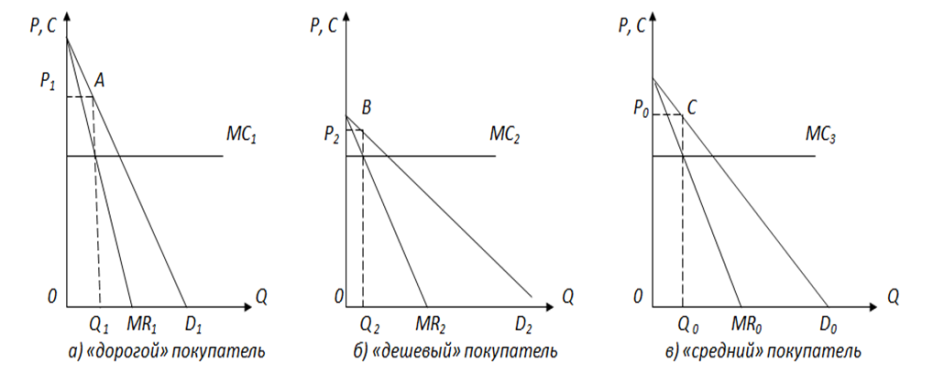 P, C
P₁
A
MC₁
0
Q
Q₁ MR₁ D₁
а) «дорогой» покупатель
P, C
B
P₂
MC₂
0
Q
Q₂ MR₂ D₂
б) «дешевый» покупатель
P, C
P₀
C
MC₃
0
Q
Q₀ MR₀ D₀
в) «средний» покупатель